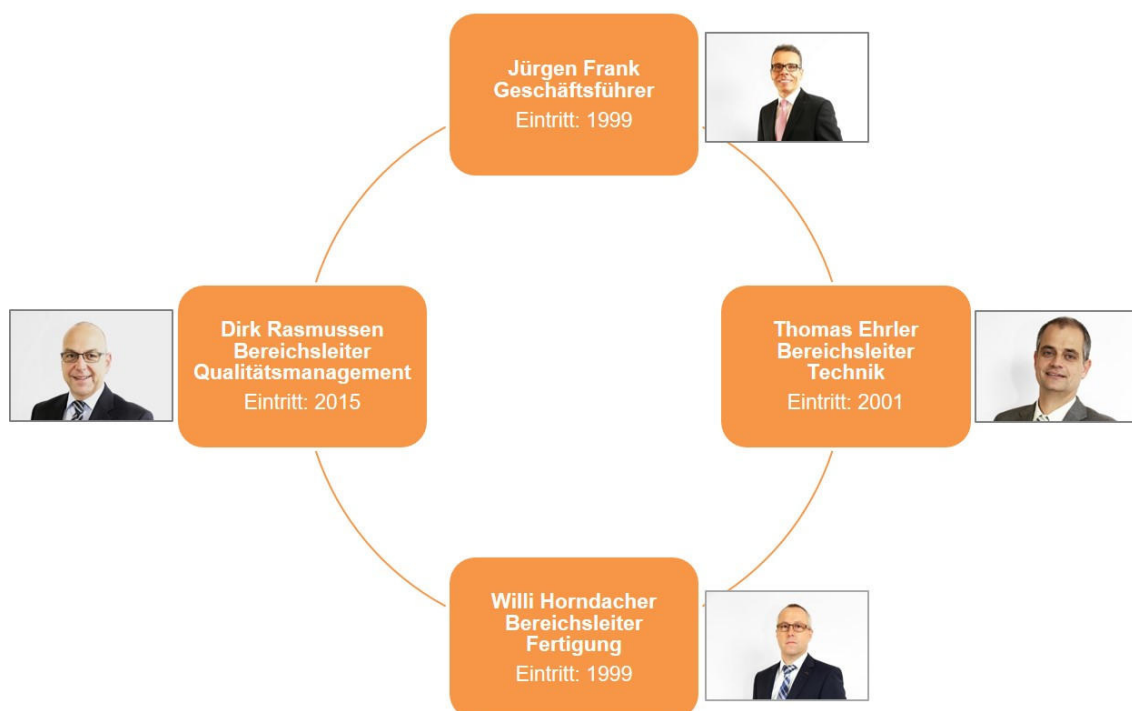 Jürgen Frank
Geschäftsführer
Eintritt: 1999
Dirk Rasmussen
Bereichsleiter
Qualitätsmanagement
Eintritt: 2015
Thomas Ehrler
Bereichsleiter
Technik
Eintritt: 2001
Willi Horndacher
Bereichsleiter
Fertigung
Eintritt: 1999